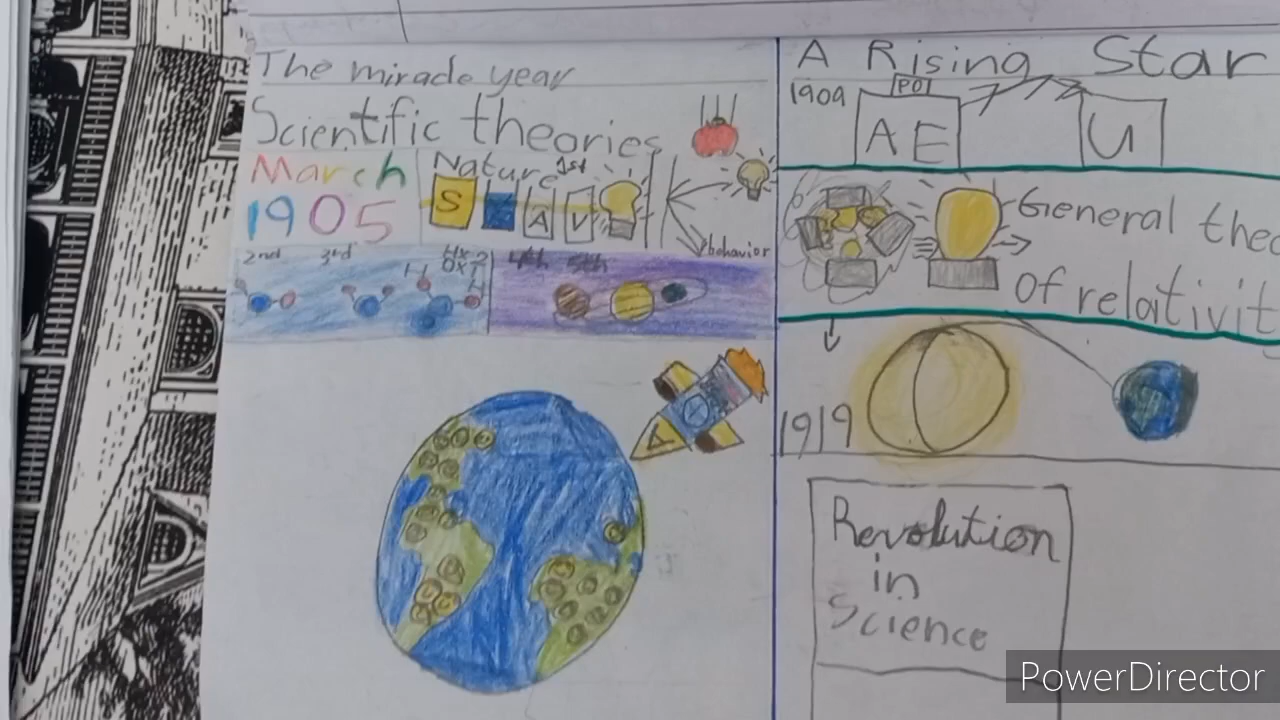 The miracle year
Scientific theories
March
1905
Nature 1st
S
A V
behavior
2nd 3rd
4th 5th
H
H
A Rising Star
1909
PO
A E
U
General theo
of relativit
1919
Revolution
in
Science
PowerDirector